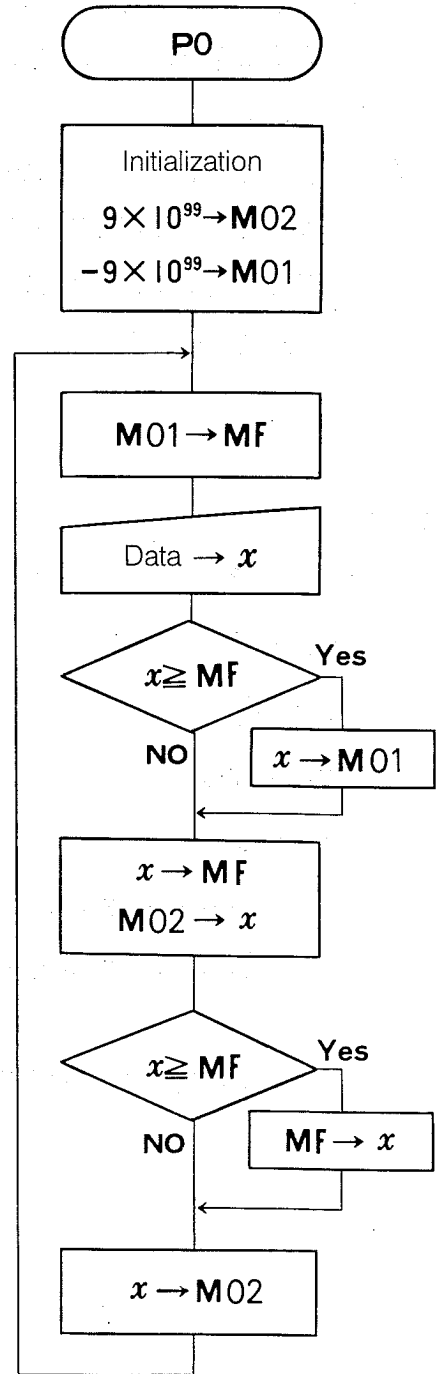 P0
Initialization
9×10⁹⁹→M02
−9×10⁹⁹→M01
M01→MF
Data → x
x≧MF
Yes
NO
x→M01
x→MF
M02→x
x≧MF
Yes
NO
MF→x
x→M02